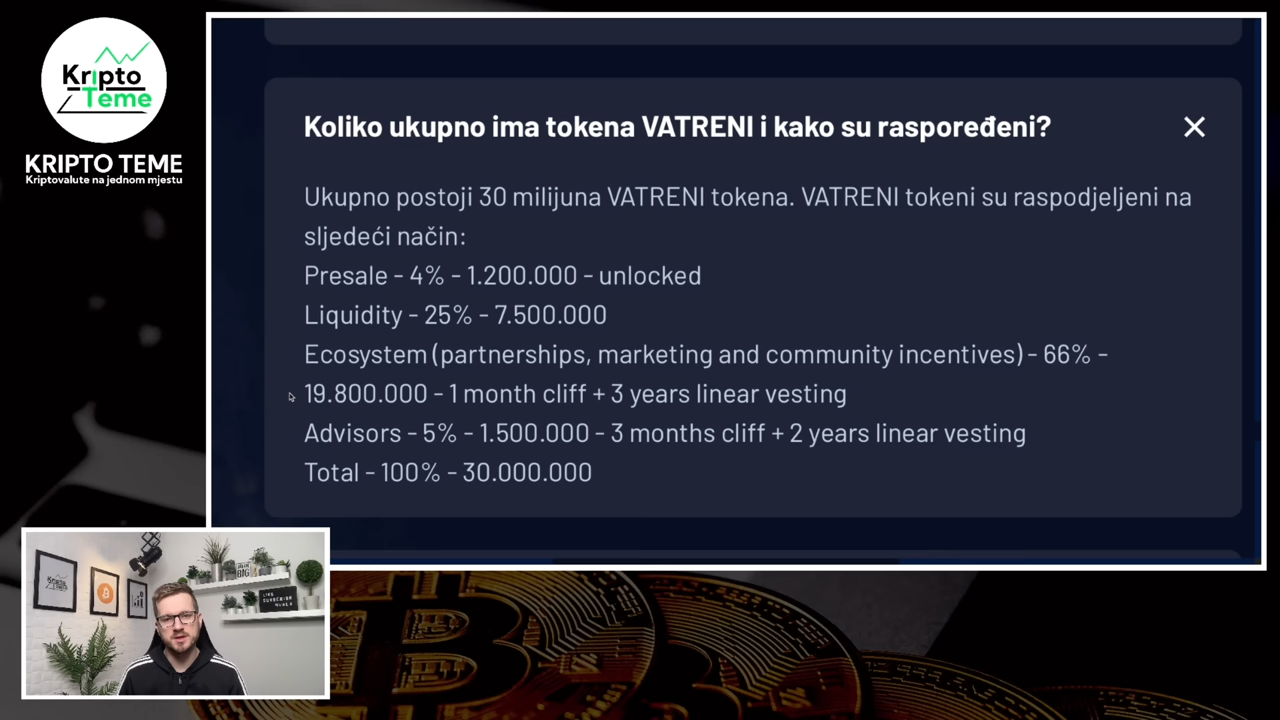 Kripto
Teme
KRIPTO TEME
Kriptovalute na jednom mjestu
Koliko ukupno ima tokena VATRENI i kako su raspoređeni?
Ukupno postoji 30 milijuna VATRENI tokena. VATRENI tokeni su raspodjeljeni na
sljedeći način:
Presale - 4% - 1.200.000 - unlocked
Liquidity - 25% - 7.500.000
Ecosystem (partnerships, marketing and community incentives) - 66% -
19.800.000 - 1 month cliff + 3 years linear vesting
Advisors - 5% - 1.500.000 - 3 months cliff + 2 years linear vesting
Total - 100% - 30.000.000